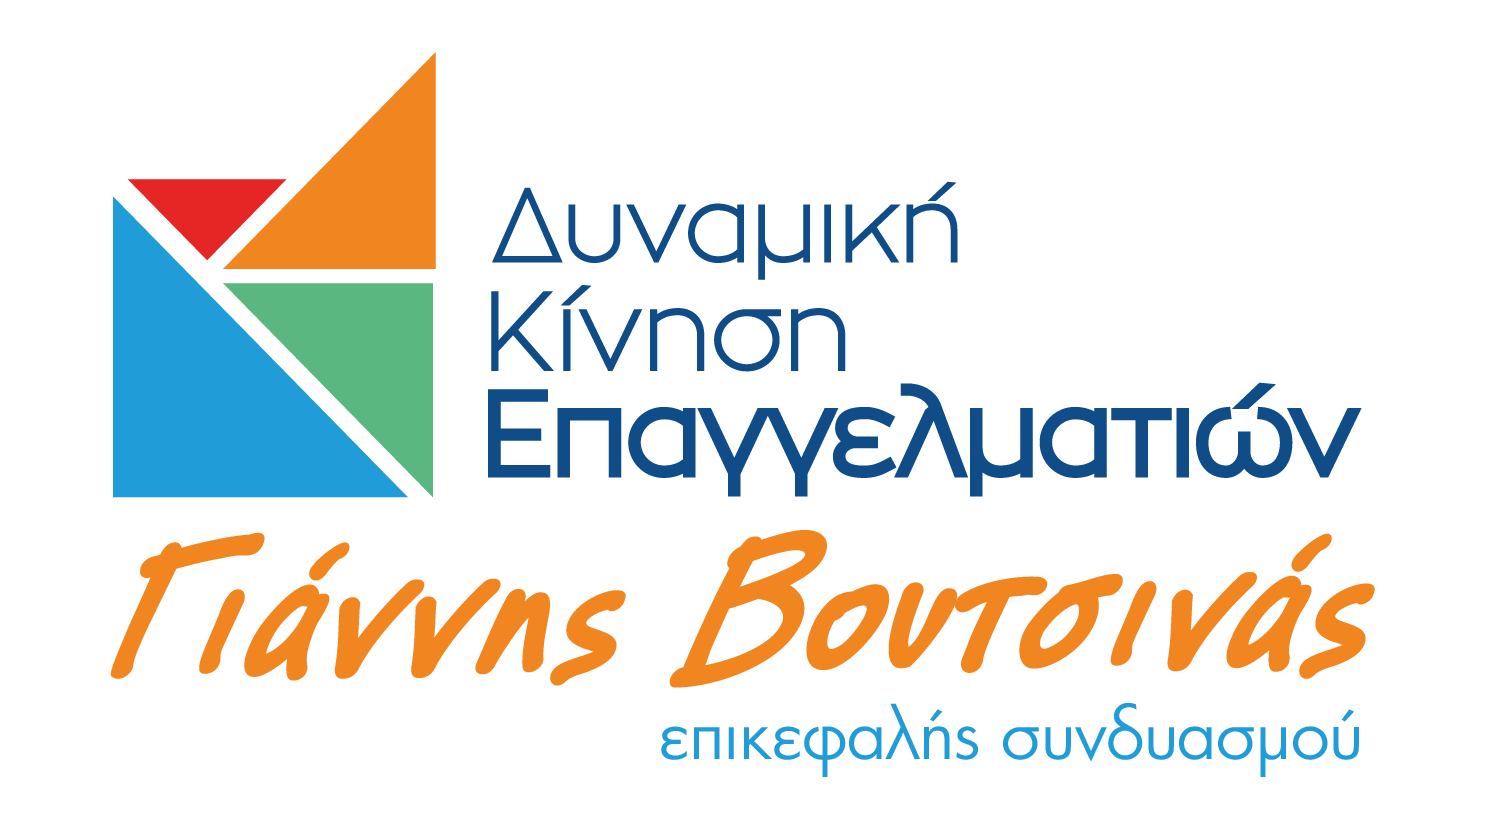 Δυναμική
Κίνηση
Επαγγελματιών
Γιάννης Βουτσινάς
επικεφαλής συνδυασμού